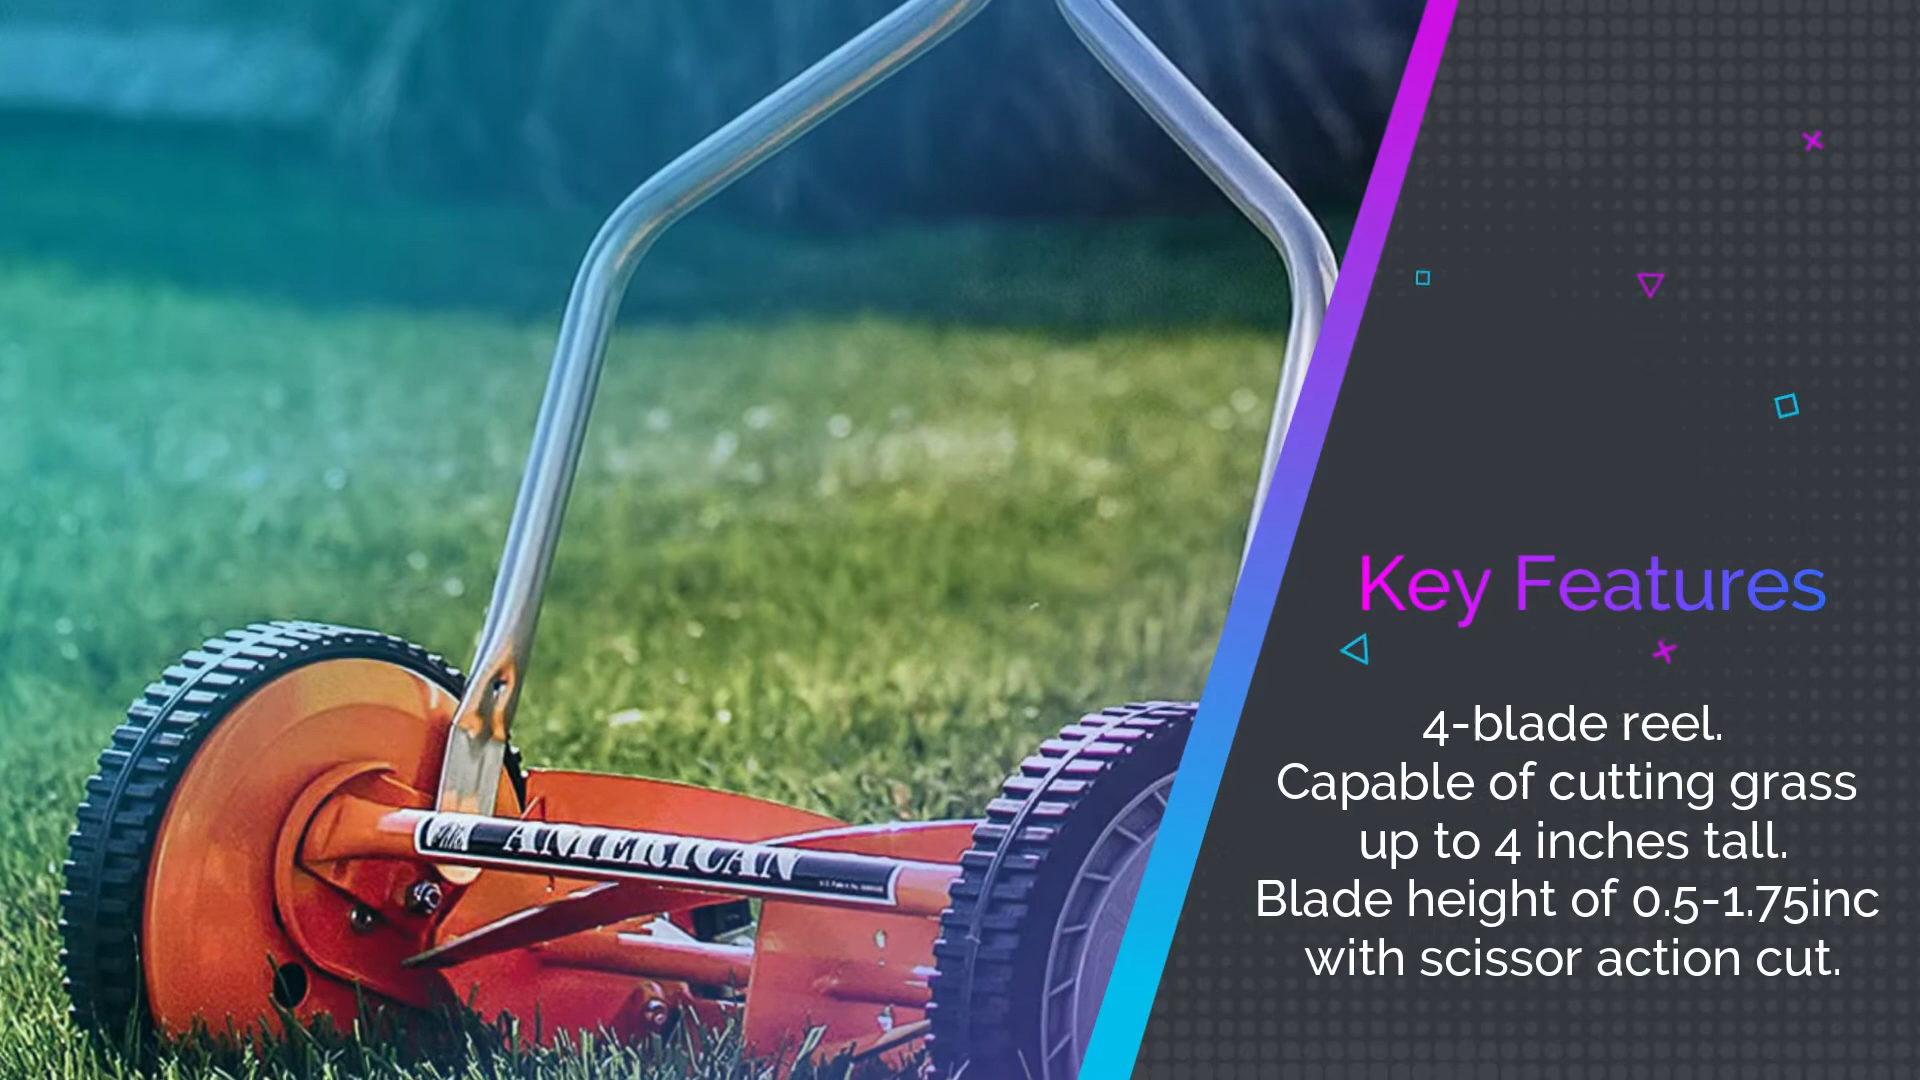 Key Features
4-blade reel.
Capable of cutting grass
up to 4 inches tall.
Blade height of 0.5-1.75inc
with scissor action cut.
AMERICAN